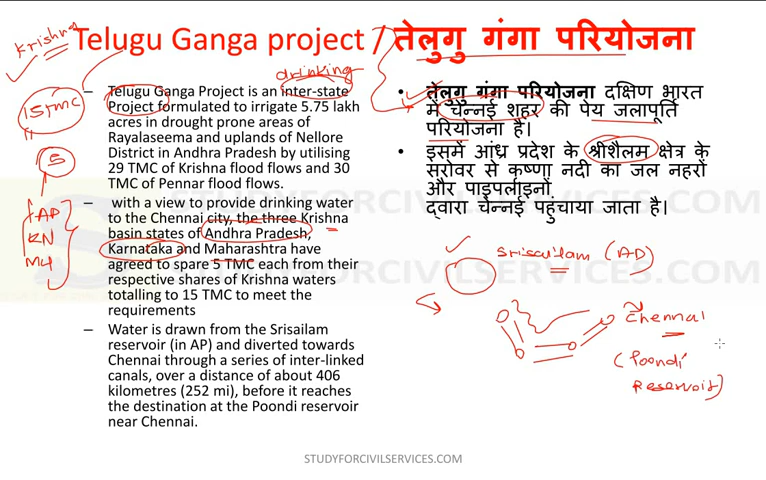 Krishna
Telugu Ganga project / तेलुगु गंगा परियोजना
drinking
15TMC
5
AP
KN
MH
– Telugu Ganga Project is an inter-state
Project formulated to irrigate 5.75 lakh
acres in drought prone areas of
Rayalaseema and uplands of Nellore
District in Andhra Pradesh by utilising
29 TMC of Krishna flood flows and 30
TMC of Pennar flood flows.
– with a view to provide drinking water
to the Chennai city, the three Krishna
basin states of Andhra Pradesh,
Karnataka and Maharashtra have
agreed to spare 5 TMC each from their
respective shares of Krishna waters
totalling to 15 TMC to meet the
requirements
– Water is drawn from the Srisailam
reservoir (in AP) and diverted towards
Chennai through a series of inter-linked
canals, over a distance of about 406
kilometres (252 mi), before it reaches
the destination at the Poondi reservoir
near Chennai.
• तेलुगु गंगा परियोजना दक्षिण भारत
में चेन्नई शहर की पेय जलापूर्ति
परियोजना है।
• इसमें आंध्र प्रदेश के श्रीशैलम क्षेत्र के
सरोवर से कृष्णा नदी का जल नहरों
और पाइपलाइनों
द्वारा चेन्नई पहुंचाया जाता है।
Srisailam (AP)
Chennai
(Poondi
Reservoir)
STUDYFORCIVILSERVICES.COM
STUDYFORCIVILSERVICES.COM